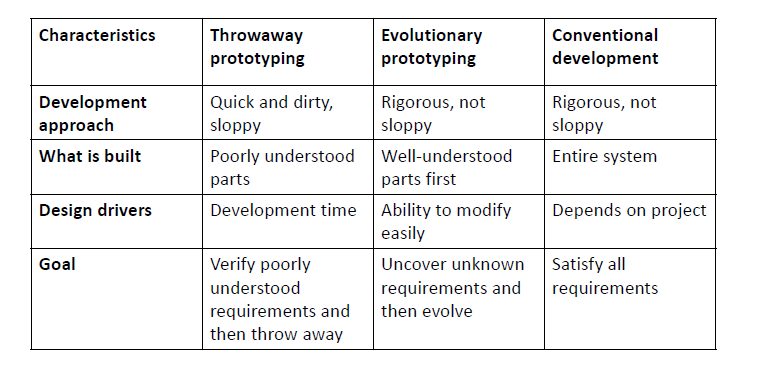 Characteristics
Throwaway
prototyping
Evolutionary
prototyping
Conventional
development
Development
approach
Quick and dirty,
sloppy
Rigorous, not
sloppy
Rigorous, not
sloppy
What is built
Poorly understood
parts
Well-understood
parts first
Entire system
Design drivers
Development time
Ability to modify
easily
Depends on project
Goal
Verify poorly
understood
requirements and
then throw away
Uncover unknown
requirements and
then evolve
Satisfy all
requirements